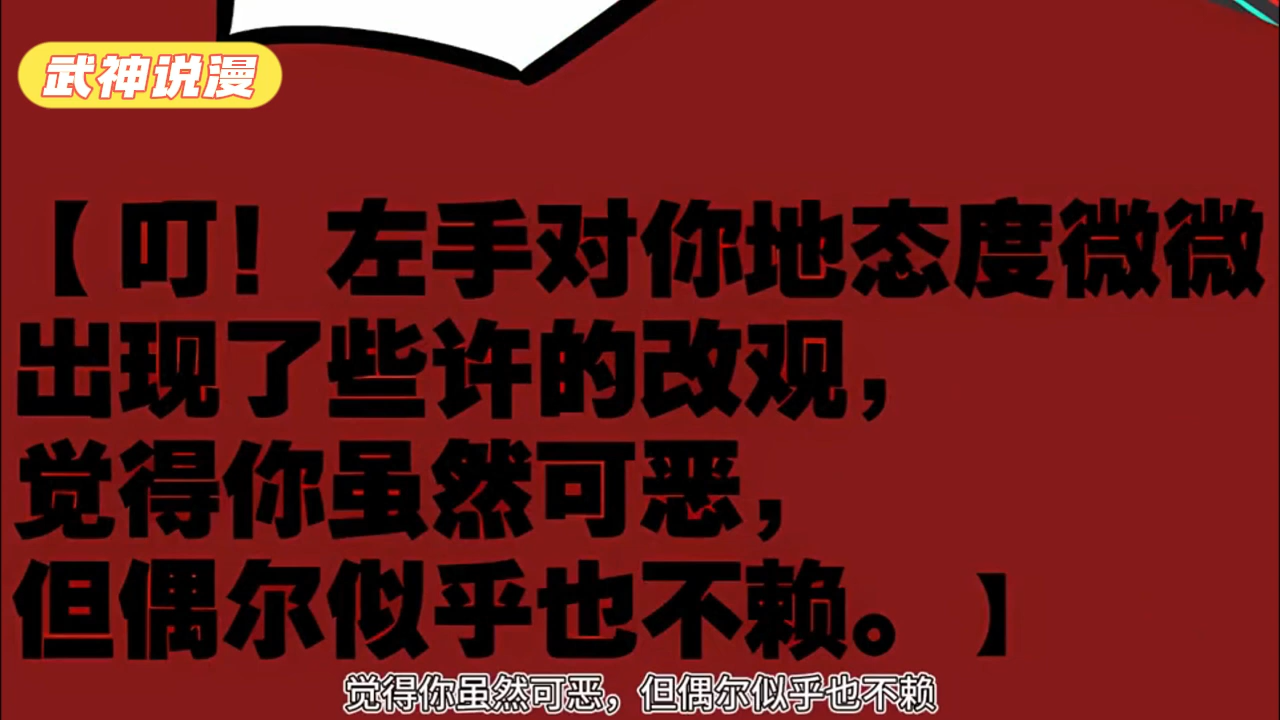 武神说漫
【叮！左手对你地态度微微
出现了些许的改观，
觉得你虽然可恶，
但偶尔似乎也不赖。】
觉得你虽然可恶，但偶尔似乎也不赖